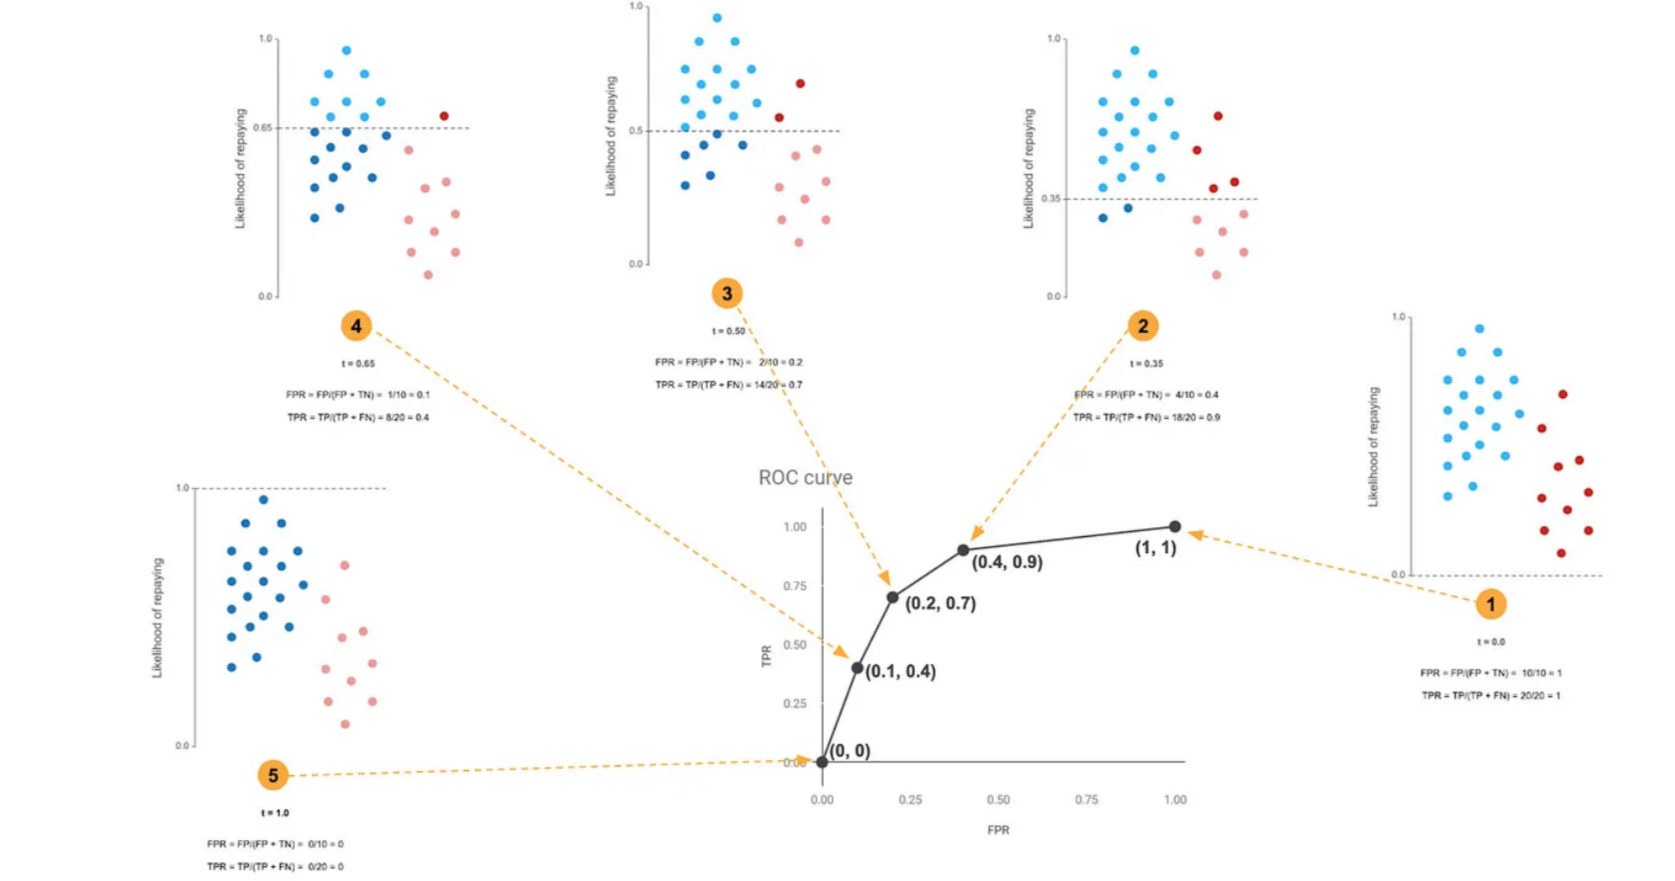 1.0
0.65
0.0
Likelihood of repaying
4
t = 0.65
FPR = FP/(FP + TN) = 1/10 = 0.1
TPR = TP/(TP + FN) = 8/20 = 0.4
1.0
0.5
0.0
Likelihood of repaying
3
t = 0.50
FPR = FP/(FP + TN) = 2/10 = 0.2
TPR = TP/(TP + FN) = 14/20 = 0.7
1.0
0.35
0.0
Likelihood of repaying
2
t = 0.35
FPR = FP/(FP + TN) = 4/10 = 0.4
TPR = TP/(TP + FN) = 18/20 = 0.9
1.0
0.0
Likelihood of repaying
1
t = 0.0
FPR = FP/(FP + TN) = 10/10 = 1
TPR = TP/(TP + FN) = 20/20 = 1
1.0
0.0
Likelihood of repaying
5
t = 1.0
FPR = FP/(FP + TN) = 0/10 = 0
TPR = TP/(TP + FN) = 0/20 = 0
ROC curve
1.00
0.75
0.50
0.25
0.00
TPR
(1, 1)
(0.4, 0.9)
(0.2, 0.7)
(0.1, 0.4)
(0, 0)
0.00 0.25 0.50 0.75 1.00
FPR